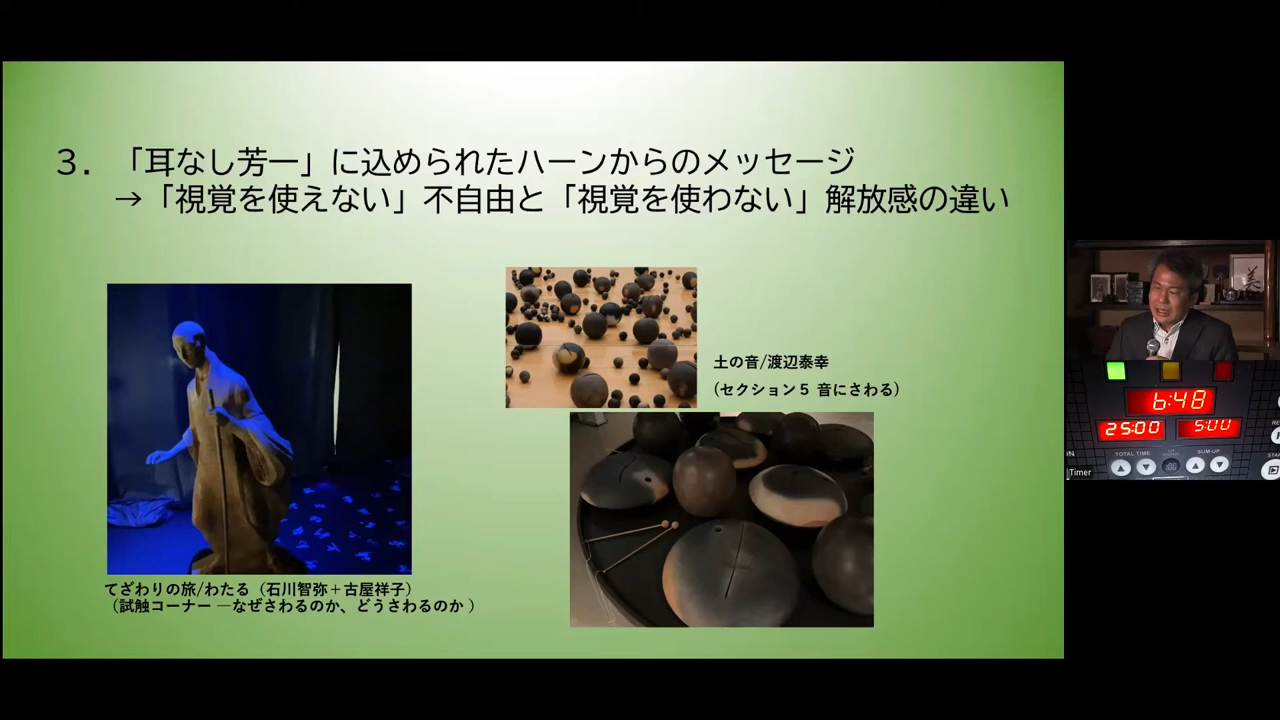 ３．「耳なし芳一」に込められたハーンからのメッセージ
→「視覚を使えない」不自由と「視覚を使わない」解放感の違い
土の音/渡辺泰幸
（セクション５ 音にさわる）
てざわりの旅/わたる（石川智弥＋古屋祥子）
（試触コーナー ―なぜさわるのか、どうさわるのか ）
美
6:48
25:00 5:00
TOTAL TIME SUM-UP
Timer